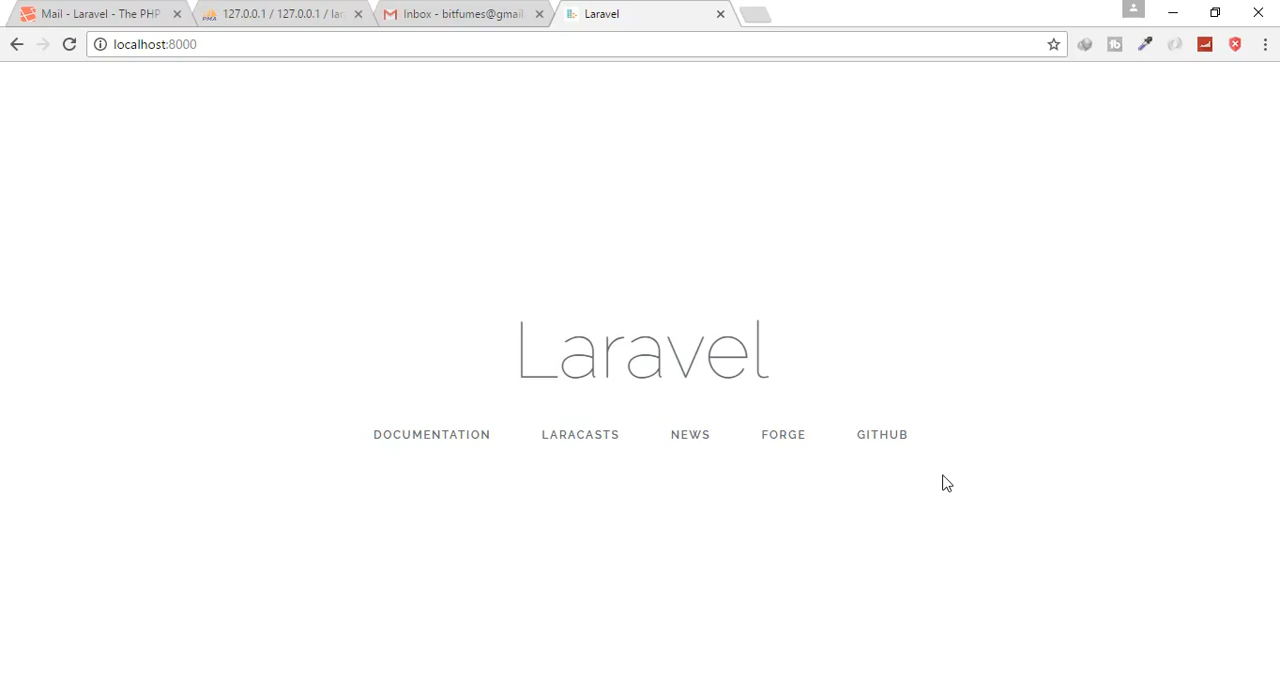 Mail - Laravel - The PHP
127.0.0.1 / 127.0.0.1 / lar
Inbox - bitfumes@gmail
Laravel
localhost:8000
Laravel
DOCUMENTATION LARACASTS NEWS FORGE GITHUB